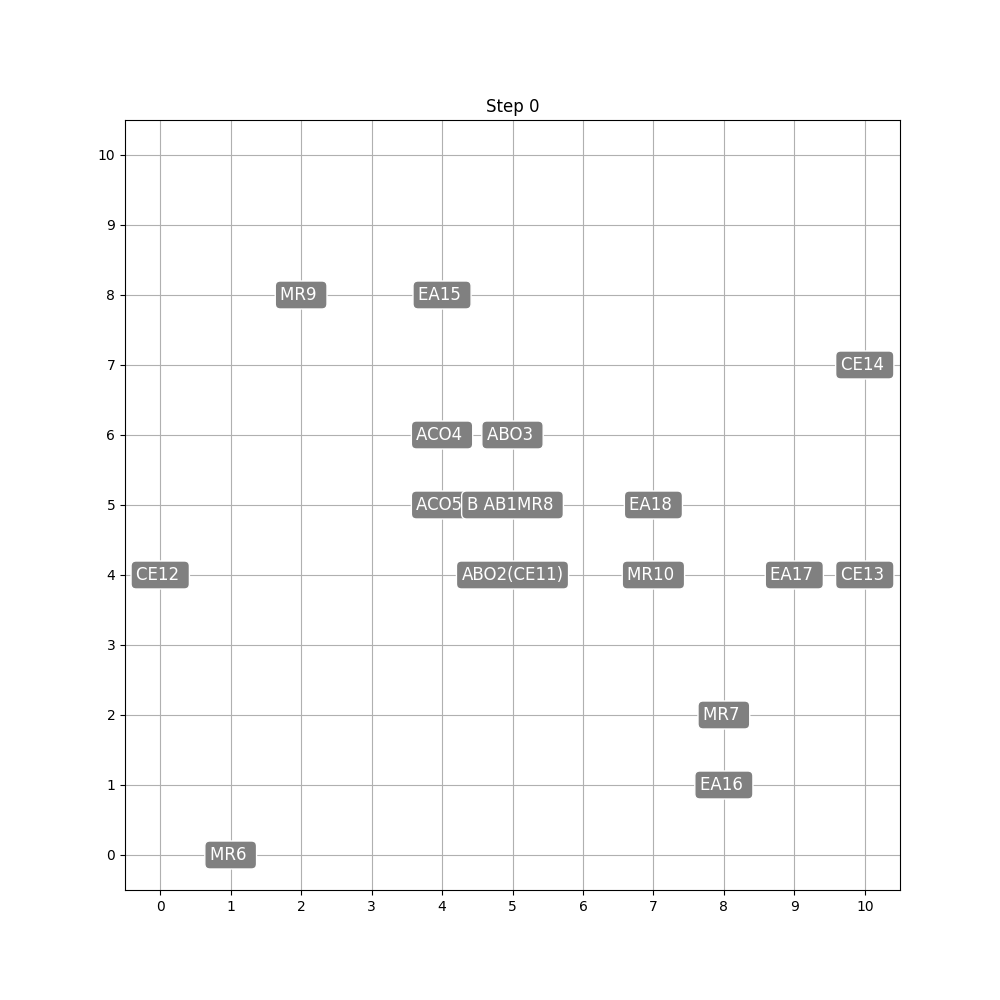 Step 0
10
9
MR9 EA15
8
CE14
7
ACO4 ABO3
6
ACO5 B AB1MR8 EA18
5
CE12 ABO2(CE11) MR10 EA17 CE13
4
3
MR7
2
EA16
1
MR6
0
0 1 2 3 4 5 6 7 8 9 10